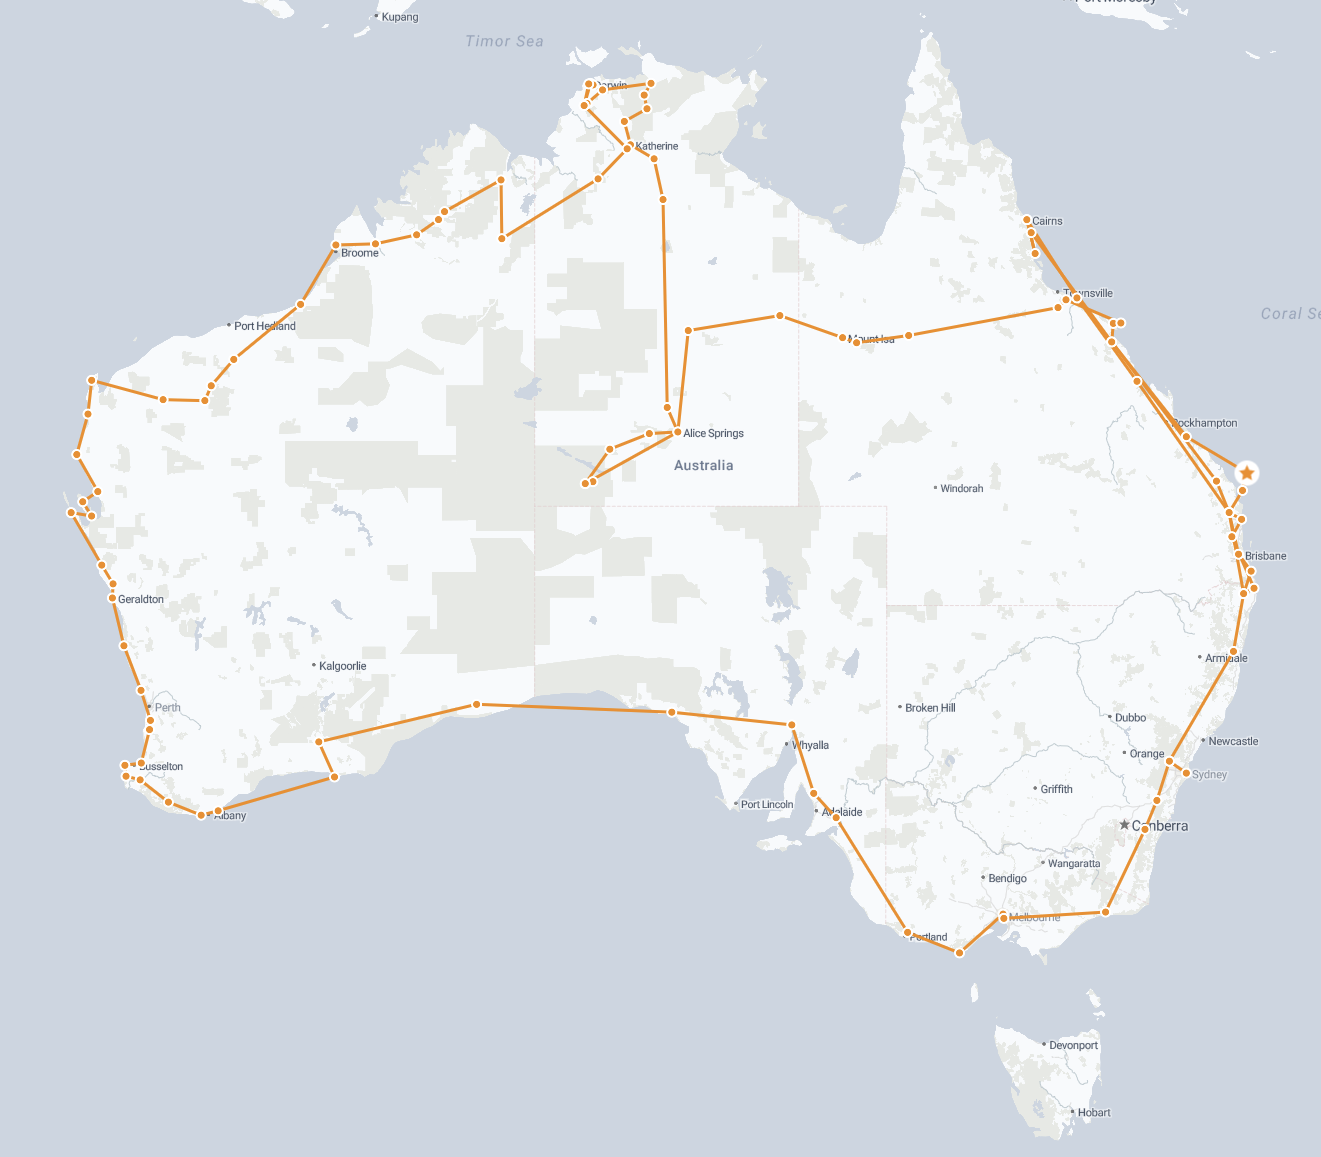 Kupang
Timor Sea
Darwin
Katherine
Cairns
Broome
Townsville
Coral Se
Port Hedland
Mount Isa
Rockhampton
Alice Springs
Australia
Windorah
Brisbane
Geraldton
Armidale
Kalgoorlie
Perth
Broken Hill
Dubbo
Newcastle
Whyalla
Orange
Busselton
Sydney
Griffith
Port Lincoln
Adelaide
Albany
Canberra
Wangaratta
Bendigo
Melbourne
Portland
Devonport
Hobart